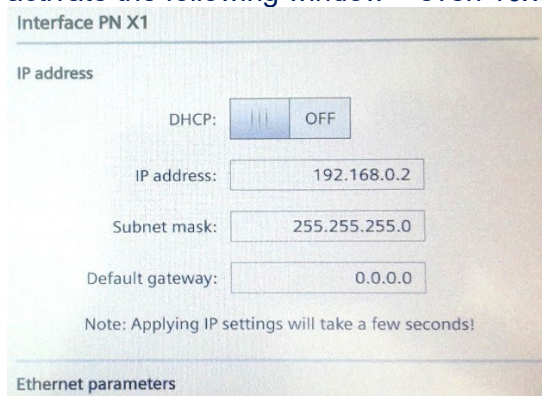 Interface PN X1
IP address
DHCP: OFF
IP address: 192.168.0.2
Subnet mask: 255.255.255.0
Default gateway: 0.0.0.0
Note: Applying IP settings will take a few seconds!
Ethernet parameters